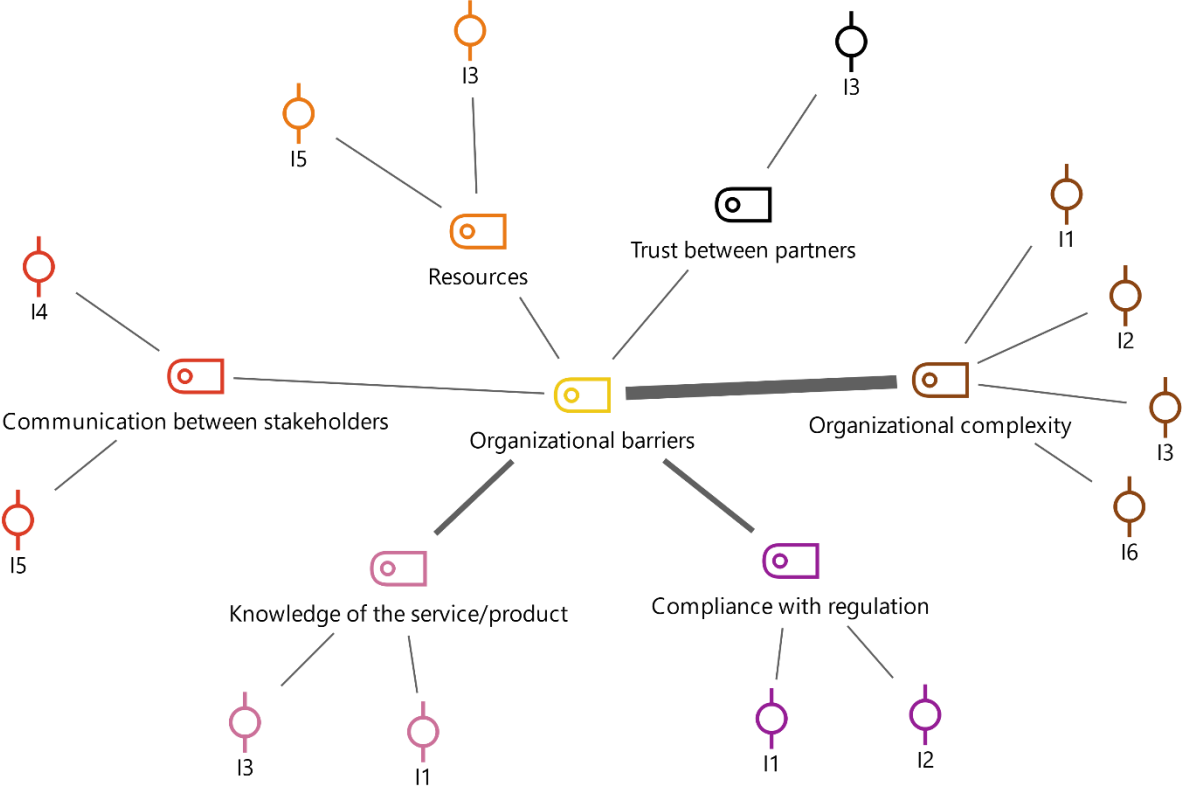 I3
I3
I5
I1
Trust between partners
Resources
I4
I2
Communication between stakeholders
Organizational complexity
Organizational barriers
I3
I6
I5
Compliance with regulation
Knowledge of the service/product
I2
I1
I3
I1